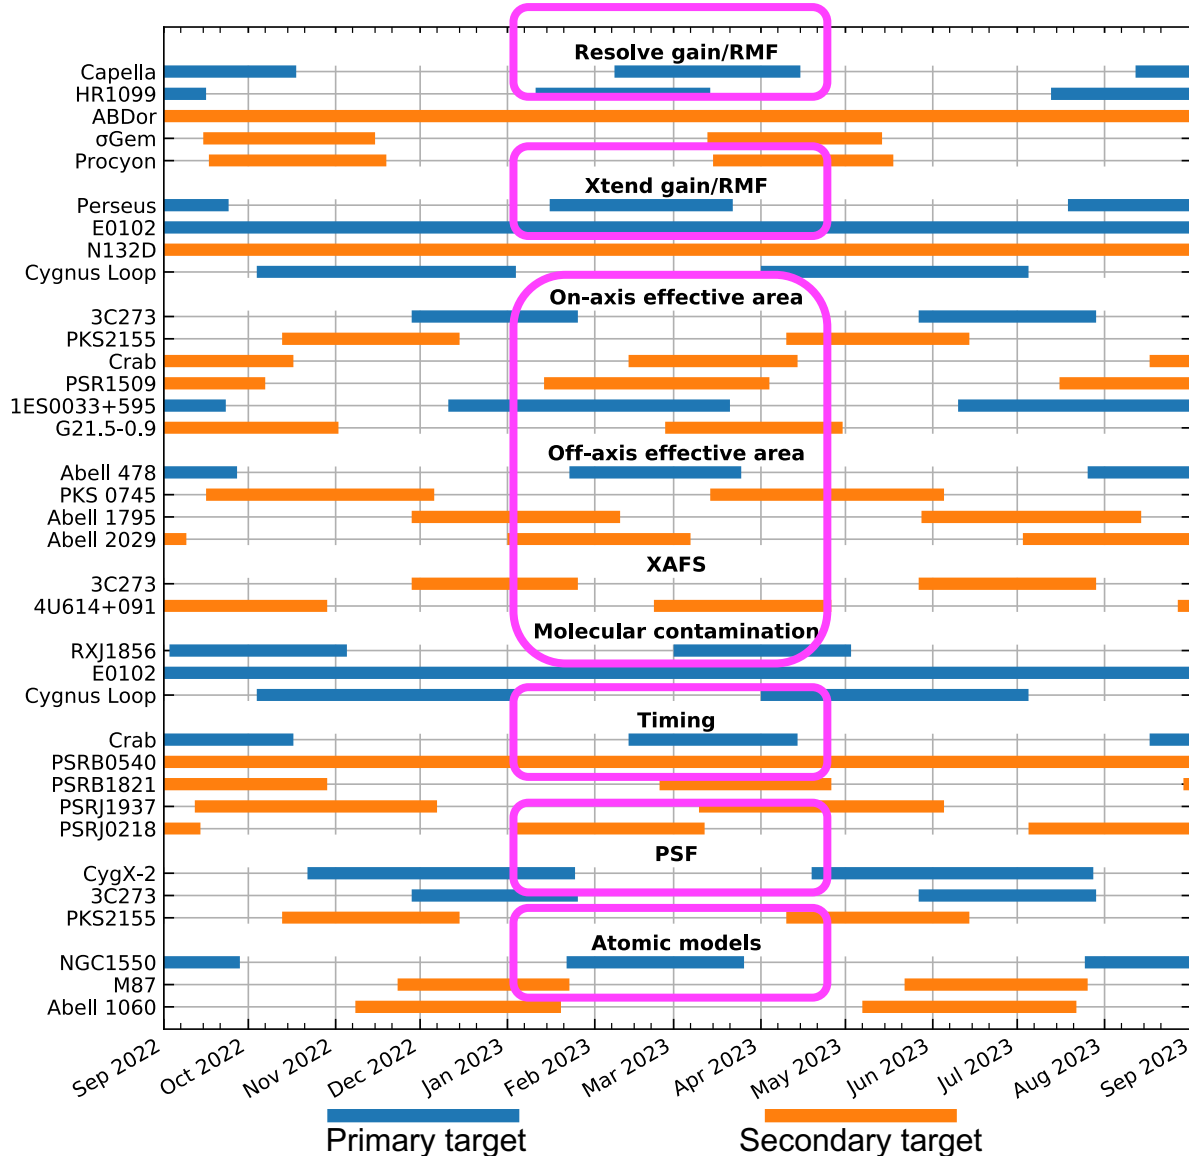 Resolve gain/RMF
Capella
HR1099
ABDor
σGem
Procyon
Xtend gain/RMF
Perseus
E0102
N132D
Cygnus Loop
On-axis effective area
3C273
PKS2155
Crab
PSR1509
1ES0033+595
G21.5-0.9
Off-axis effective area
Abell 478
PKS 0745
Abell 1795
Abell 2029
XAFS
3C273
4U614+091
Molecular contamination
RXJ1856
E0102
Cygnus Loop
Timing
Crab
PSRB0540
PSRB1821
PSRJ1937
PSRJ0218
PSF
CygX-2
3C273
PKS2155
Atomic models
NGC1550
M87
Abell 1060
Sep 2022 Oct 2022 Nov 2022 Dec 2022 Jan 2023 Feb 2023 Mar 2023 Apr 2023 May 2023 Jun 2023 Jul 2023 Aug 2023 Sep 2023
Primary target Secondary target